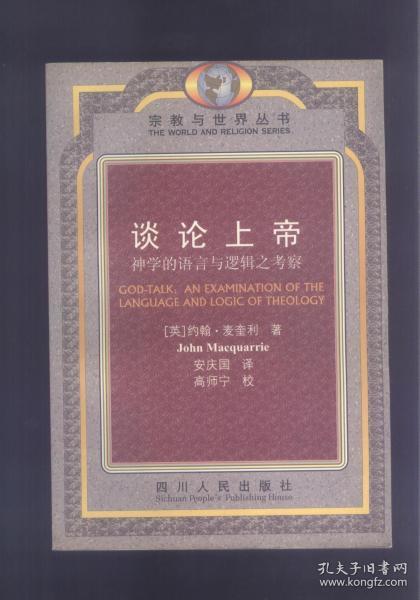 宗教与世界丛书
THE WORLD AND RELIGION SERIES
谈论上帝
神学的语言与逻辑之考察
GOD-TALK: AN EXAMINATION OF THE
LANGUAGE AND LOGIC OF THEOLOGY
[英]约翰·麦奎利 著
John Macquarrie
安庆国 译
高师宁 校
四川人民出版社
Sichuan People's Publishing House
孔夫子旧书网
kongfz.com